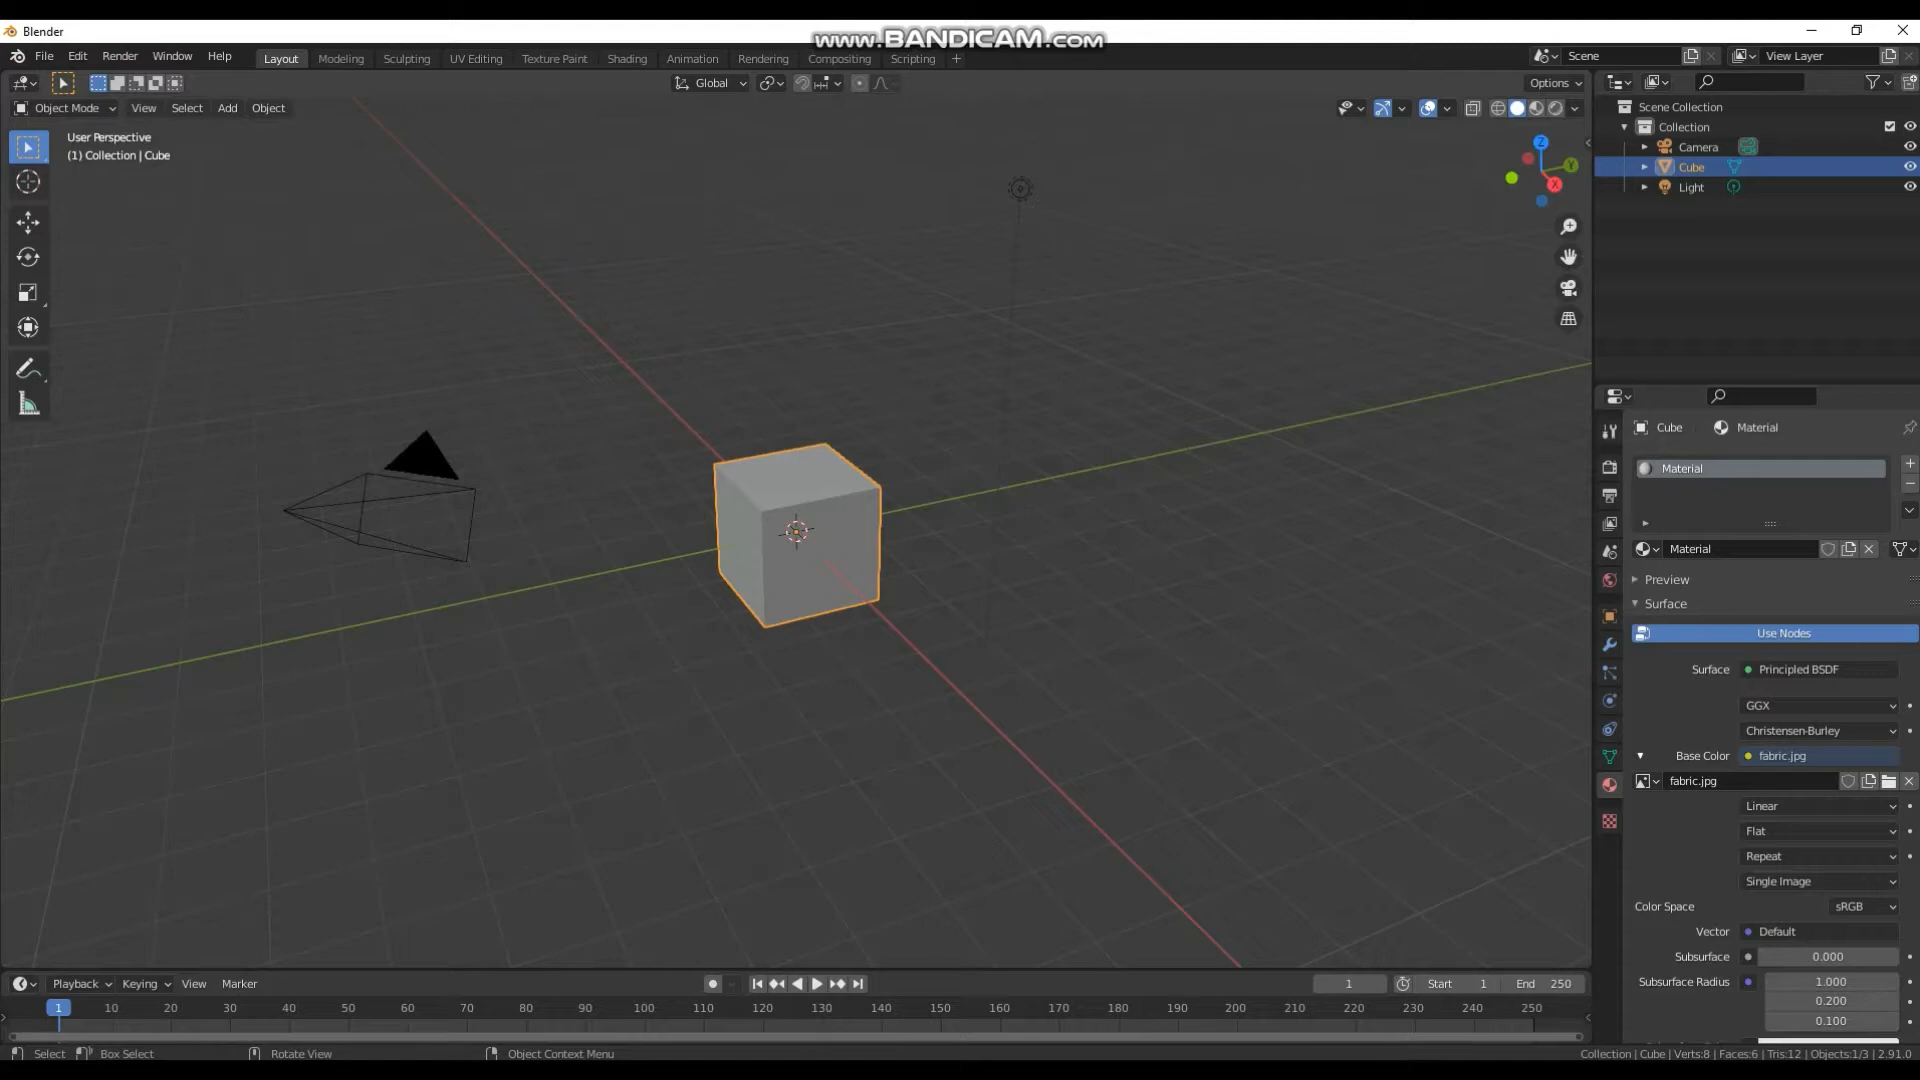 Blender
www.BANDICAM.com
File Edit Render Window Help
Layout Modeling Sculpting UV Editing Texture Paint Shading Animation Rendering Compositing Scripting +
Scene
View Layer
Global
Options
Object Mode View Select Add Object
User Perspective
(1) Collection | Cube
Z
Y
X
Scene Collection
Collection
Camera
Cube
Light
Cube Material
Material
Material
Preview
Surface
Use Nodes
Surface Principled BSDF
GGX
Christensen-Burley
Base Color fabric.jpg
fabric.jpg
Linear
Flat
Repeat
Single Image
Color Space sRGB
Vector Default
Subsurface 0.000
Subsurface Radius 1.000
0.200
0.100
Playback Keying View Marker
1 Start 1 End 250
1 10 20 30 40 50 60 70 80 90 100 110 120 130 140 150 160 170 180 190 200 210 220 230 240 250
Select Box Select Rotate View Object Context Menu
Collection | Cube | Verts:8 | Faces:6 | Tris:12 | Objects:1/3 | 2.91.0